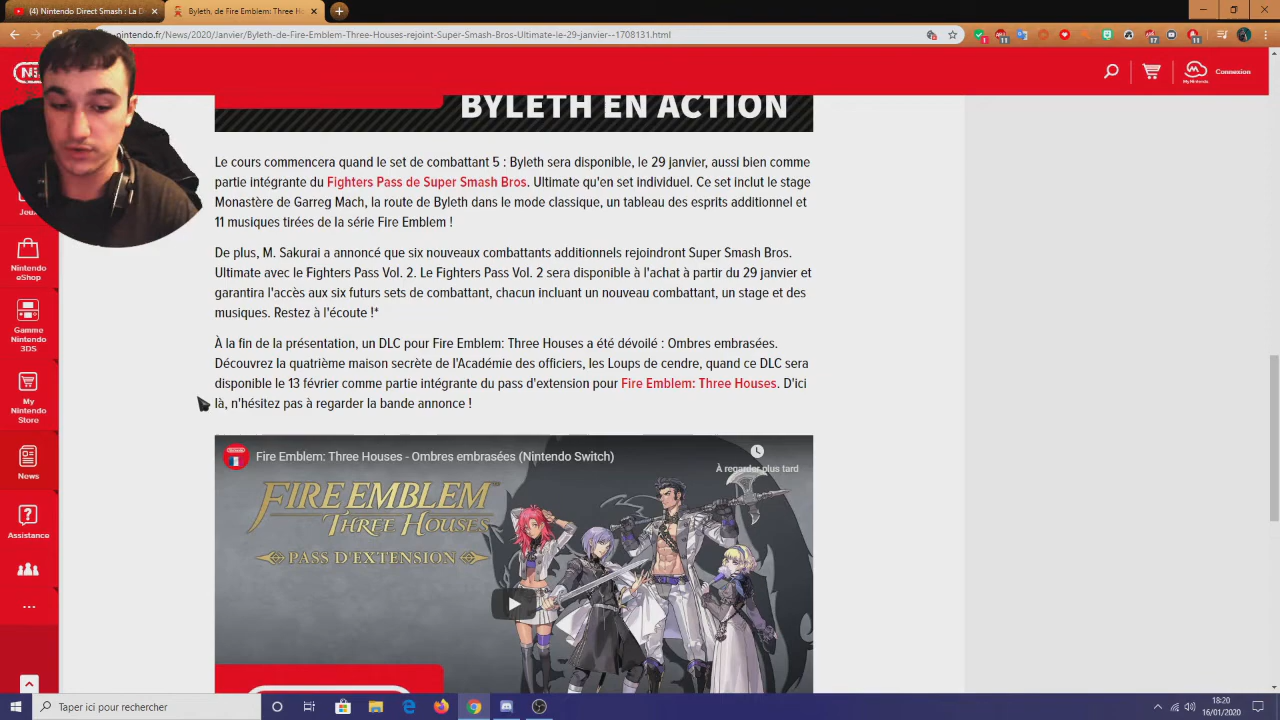 (4) Nintendo Direct Smash : La D
Byleth, de Fire Emblem: Three Ho
nintendo.fr/News/2020/Janvier/Byleth-de-Fire-Emblem-Three-Houses-rejoint-Super-Smash-Bros-Ultimate-le-29-janvier--1708131.html
My Nintendo
Connexion
BYLETH EN ACTION
Le cours commencera quand le set de combattant 5 : Byleth sera disponible, le 29 janvier, aussi bien comme
partie intégrante du Fighters Pass de Super Smash Bros. Ultimate qu'en set individuel. Ce set inclut le stage
Monastère de Garreg Mach, la route de Byleth dans le mode classique, un tableau des esprits additionnel et
11 musiques tirées de la série Fire Emblem !
De plus, M. Sakurai a annoncé que six nouveaux combattants additionnels rejoindront Super Smash Bros.
Ultimate avec le Fighters Pass Vol. 2. Le Fighters Pass Vol. 2 sera disponible à l'achat à partir du 29 janvier et
garantira l'accès aux six futurs sets de combattant, chacun incluant un nouveau combattant, un stage et des
musiques. Restez à l'écoute !*
À la fin de la présentation, un DLC pour Fire Emblem: Three Houses a été dévoilé : Ombres embrasées.
Découvrez la quatrième maison secrète de l'Académie des officiers, les Loups de cendre, quand ce DLC sera
disponible le 13 février comme partie intégrante du pass d'extension pour Fire Emblem: Three Houses. D'ici
là, n'hésitez pas à regarder la bande annonce !
Jeux
Nintendo
eShop
Gamme
Nintendo
3DS
My
Nintendo
Store
News
Assistance
...
Fire Emblem: Three Houses - Ombres embrasées (Nintendo Switch)
À regarder plus tard
FIRE EMBLEM
THREE HOUSES
PASS D'EXTENSION
Taper ici pour rechercher
18:20
16/01/2020